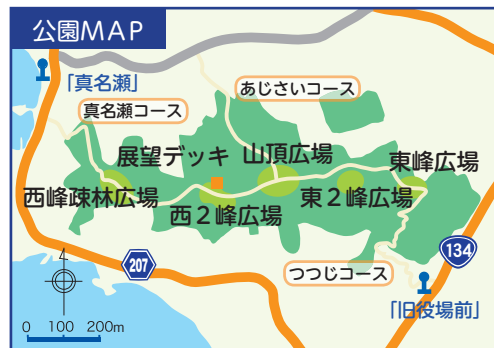 公園MAP
「真名瀬」
あじさいコース
真名瀬コース
展望デッキ
山頂広場
東峰広場
西峰疎林広場
西2峰広場
東2峰広場
207
134
つつじコース
「旧役場前」
4
0 100 200m